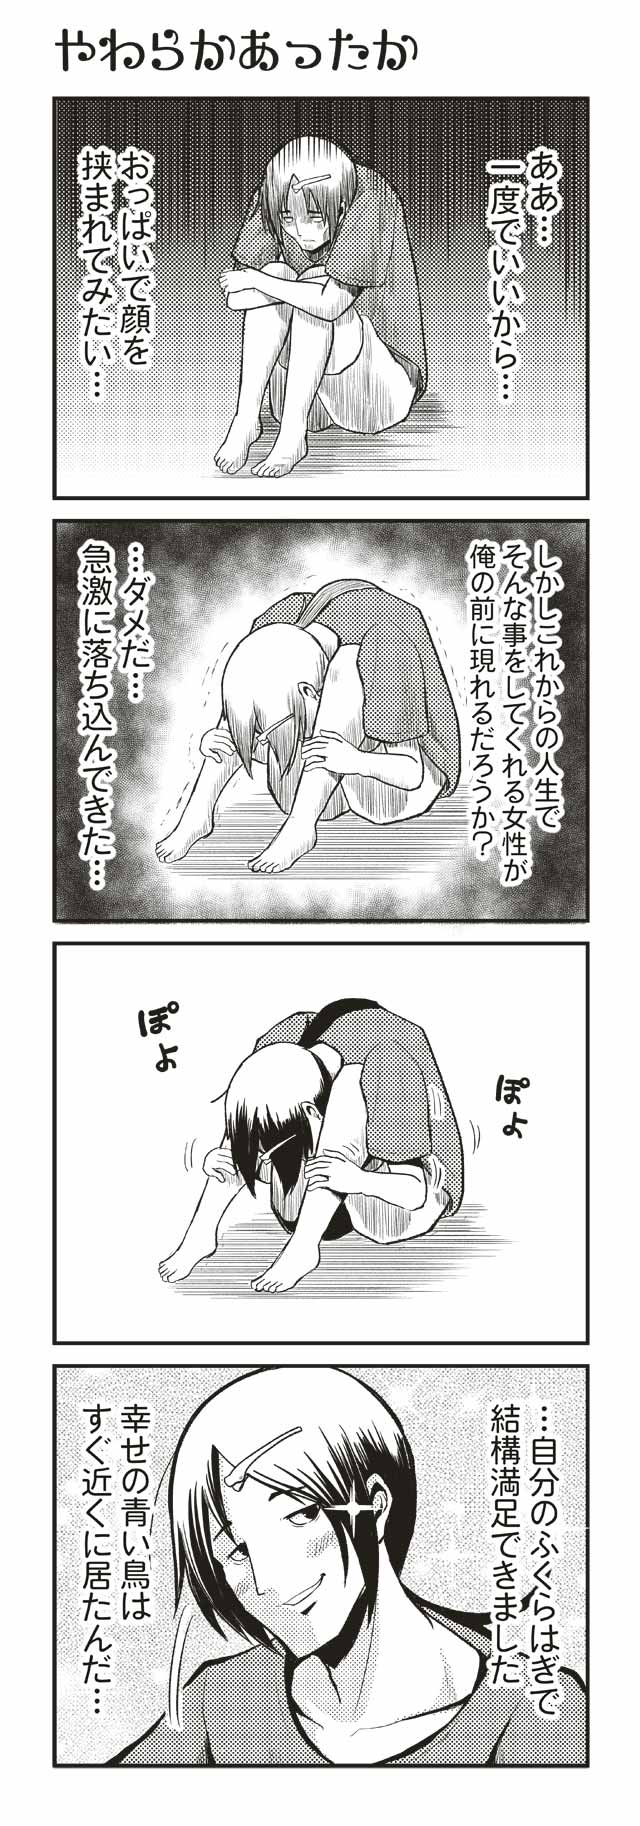 やわらかあったか
ああ…
一度でいいから…
おっぱいで顔を
挟まれてみたい…
しかしこれからの人生で
そんな事をしてくれる女性が
俺の前に現れるだろうか?
…ダメだ…
急激に落ち込んできた…
ぽよ
ぽよ
…自分のふくらはぎで
結構満足できました
幸せの青い鳥は
すぐ近くに居たんだ…